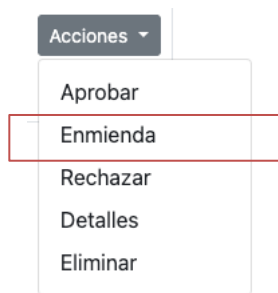 Acciones
Aprobar
Enmienda
Rechazar
Detalles
Eliminar